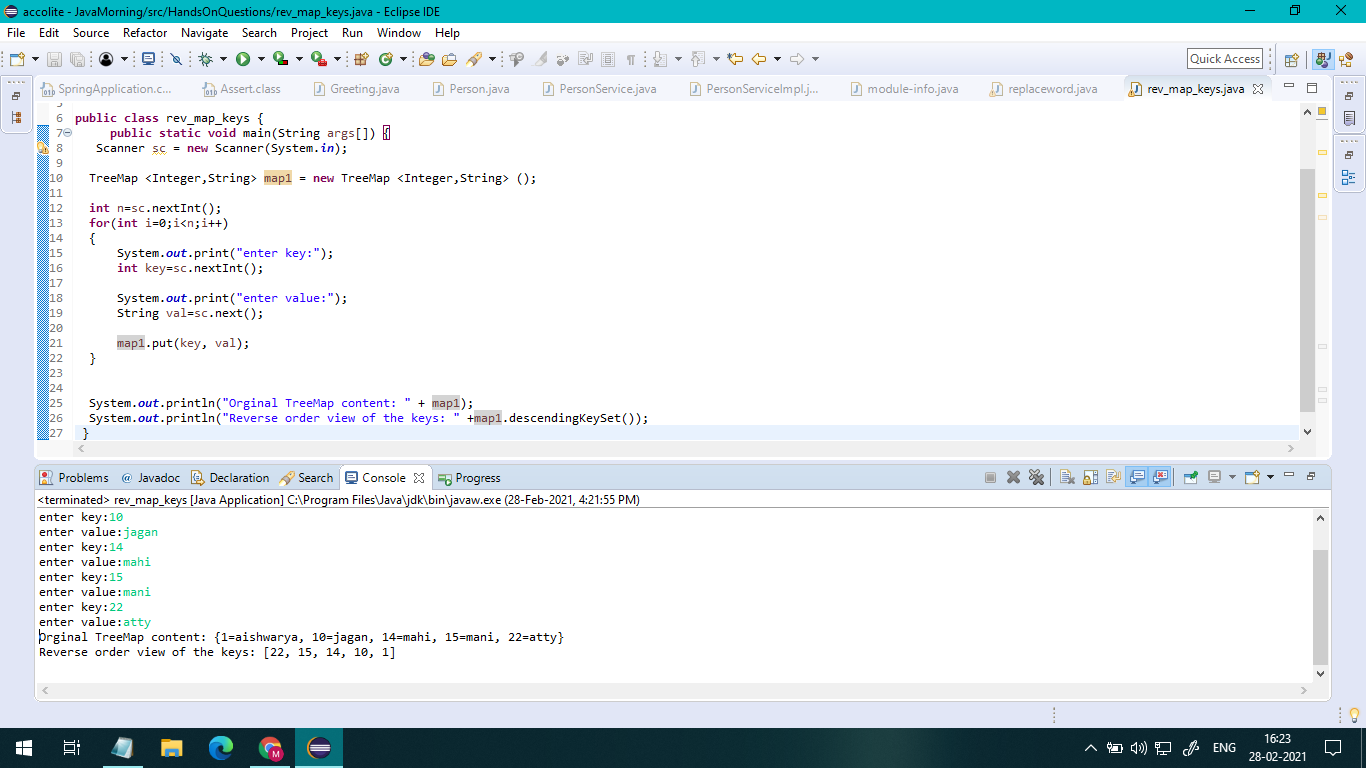 accolite - JavaMorning/src/HandsOnQuestions/rev_map_keys.java - Eclipse IDE
File Edit Source Refactor Navigate Search Project Run Window Help
Quick Access
SpringApplication.c... Assert.class Greeting.java Person.java PersonService.java PersonServiceImpl.j... module-info.java replaceword.java rev_map_keys.java
5
6 public class rev_map_keys {
7 public static void main(String args[]) {
8 Scanner sc = new Scanner(System.in);
9
10 TreeMap <Integer,String> map1 = new TreeMap <Integer,String> ();
11
12 int n=sc.nextInt();
13 for(int i=0;i<n;i++)
14 {
15 System.out.print("enter key:");
16 int key=sc.nextInt();
17
18 System.out.print("enter value:");
19 String val=sc.next();
20
21 map1.put(key, val);
22 }
23
24
25 System.out.println("Orginal TreeMap content: " + map1);
26 System.out.println("Reverse order view of the keys: " +map1.descendingKeySet());
27 }
Problems @ Javadoc Declaration Search Console Progress
<terminated> rev_map_keys [Java Application] C:\Program Files\Java\jdk\bin\javaw.exe (28-Feb-2021, 4:21:55 PM)
enter key:10
enter value:jagan
enter key:14
enter value:mahi
enter key:15
enter value:mani
enter key:22
enter value:atty
Orginal TreeMap content: {1=aishwarya, 10=jagan, 14=mahi, 15=mani, 22=atty}
Reverse order view of the keys: [22, 15, 14, 10, 1]
ENG
16:23
28-02-2021